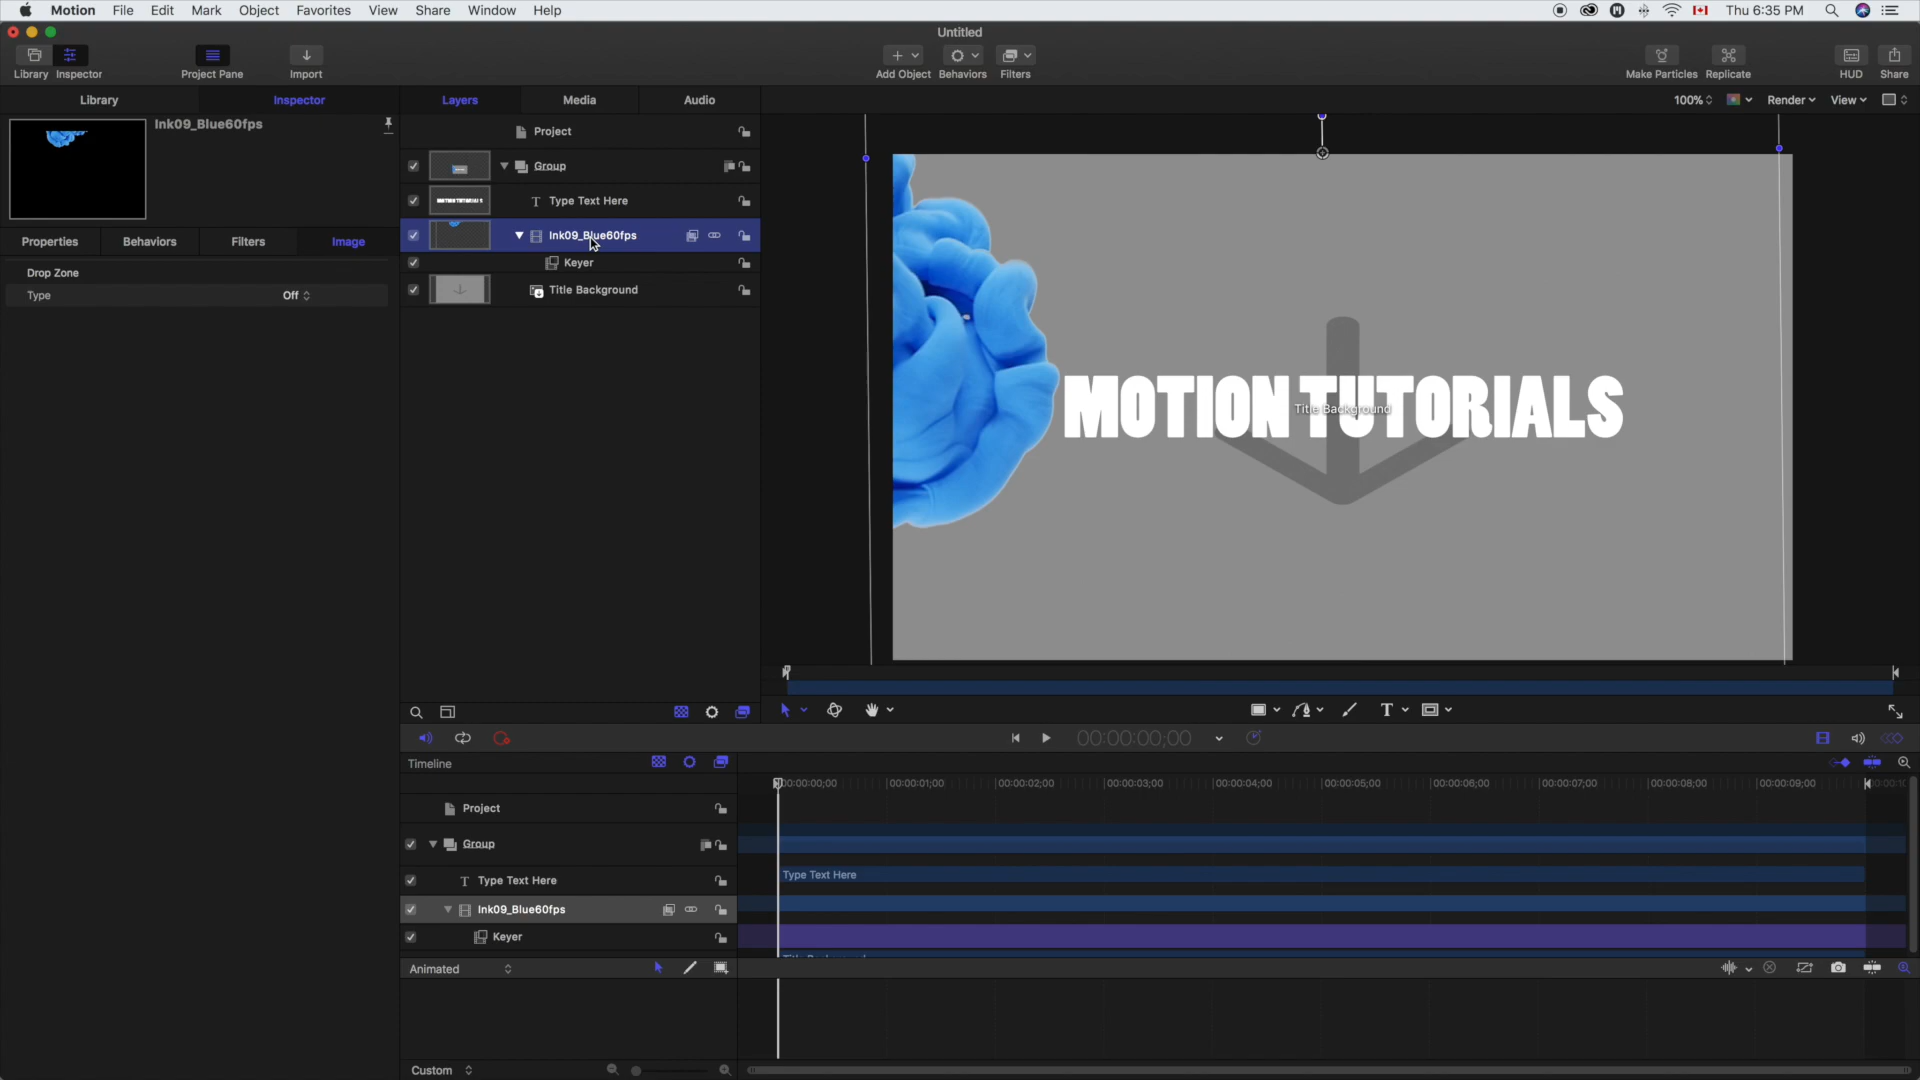 Motion File Edit Mark Object Favorites View Share Window Help Thu 6:35 PM
Untitled
Library Inspector Project Pane Import Add Object Behaviors Filters Make Particles Replicate HUD Share
Library Inspector Layers Media Audio 100% Render View
Ink09_Blue60fps
Project
Group
Type Text Here
MOTION TUTORIALS
Ink09_Blue60fps
Keyer
Title Background
Properties Behaviors Filters Image
Drop Zone
Type Off
MOTION TUTORIALS
Title Background
00:00:00;00
Timeline
00:00:00;00 00:00:01;00 00:00:02;00 00:00:03;00 00:00:04;00 00:00:05;00 00:00:06;00 00:00:07;00 00:00:08;00 00:00:09;00
Project
Group
Type Text Here Type Text Here
Ink09_Blue60fps
Keyer
Title Background
Animated
Custom